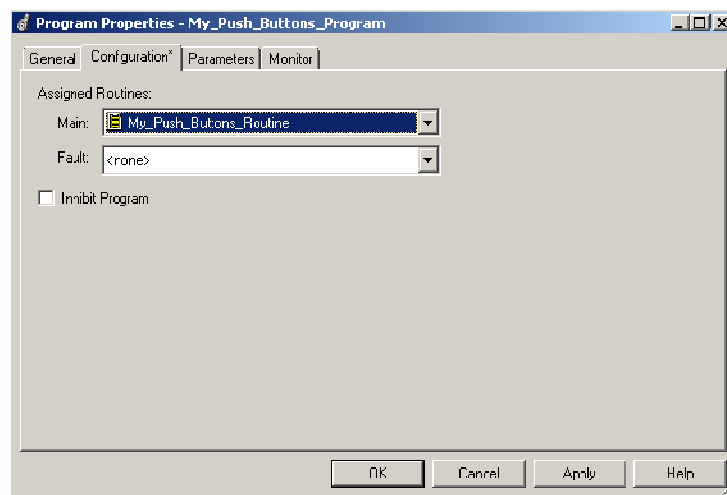 Program Properties - My_Push_Buttons_Program
General Configuration* Parameters Monitor
Assigned Routines:
Main: My_Push_Buttons_Routine
Fault: <none>
Inhibit Program
OK Cancel Apply Help